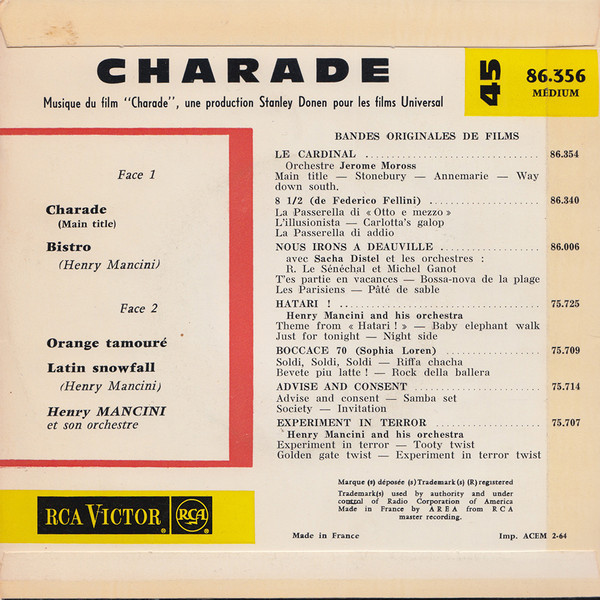 CHARADE
Musique du film "Charade", une production Stanley Donen pour les films Universal
45
86.356
MÉDIUM
Face 1
Charade
(Main title)
Bistro
(Henry Mancini)
Face 2
Orange tamouré
Latin snowfall
(Henry Mancini)
Henry MANCINI
et son orchestre
BANDES ORIGINALES DE FILMS
LE CARDINAL .......................... 86.354
Orchestre Jerome Moross
Main title — Stonebury — Annemarie — Way
down south.
8 1/2 (de Federico Fellini) .................. 86.340
La Passerella di « Otto e mezzo »
L'illusionista — Carlotta's galop
La Passerella di addio
NOUS IRONS A DEAUVILLE ................ 86.006
avec Sacha Distel et les orchestres :
R. Le Sénéchal et Michel Ganot
T'es partie en vacances — Bossa-nova de la plage
Les Parisiens — Pâté de sable
HATARI ! .............................. 75.725
Henry Mancini and his orchestra
Theme from « Hatari ! » — Baby elephant walk
Just for tonight — Night side
BOCCACE 70 (Sophia Loren) ................ 75.709
Soldi, Soldi, Soldi — Riffa chacha
Bevete piu latte ! — Rock della ballera
ADVISE AND CONSENT .................... 75.714
Advise and consent — Samba set
Society — Invitation
EXPERIMENT IN TERROR .................. 75.707
Henry Mancini and his orchestra
Experiment in terror — Tooty twist
Golden gate twist — Experiment in terror twist
Marque (s) déposée (s) Trademark (s) (R) registered
Trademark(s) used by authority and under
control of Radio Corporation of America
Made in France by AREA from RCA
master recording.
RCA VICTOR
RCA
Made in France
Imp. ACEM 2-64